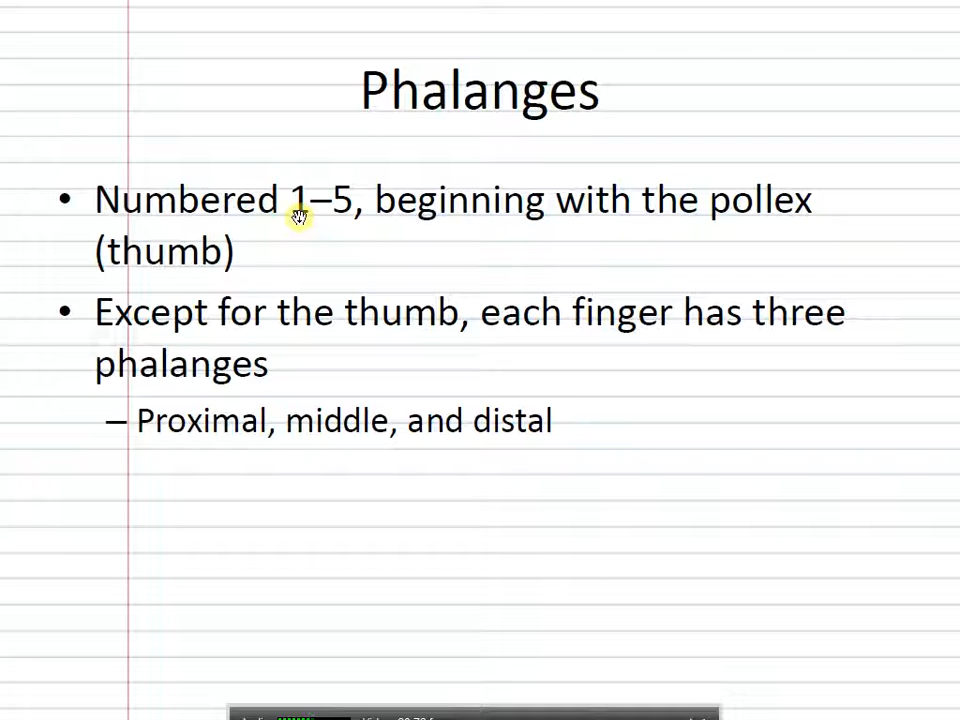 Phalanges
• Numbered 1–5, beginning with the pollex
(thumb)
• Except for the thumb, each finger has three
phalanges
– Proximal, middle, and distal